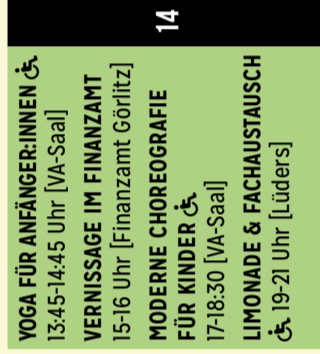 14
YOGA FÜR ANFÄNGER:INNEN ♿
13:45-14:45 Uhr [VA-Saal]
VERNISSAGE IM FINANZAMT
15-16 Uhr [Finanzamt Görlitz]
MODERNE CHOREOGRAFIE
FÜR KINDER ♿
17-18:30 [VA-Saal]
LIMONADE & FACHAUSTAUSCH
♿ 19-21 Uhr [Lüders]